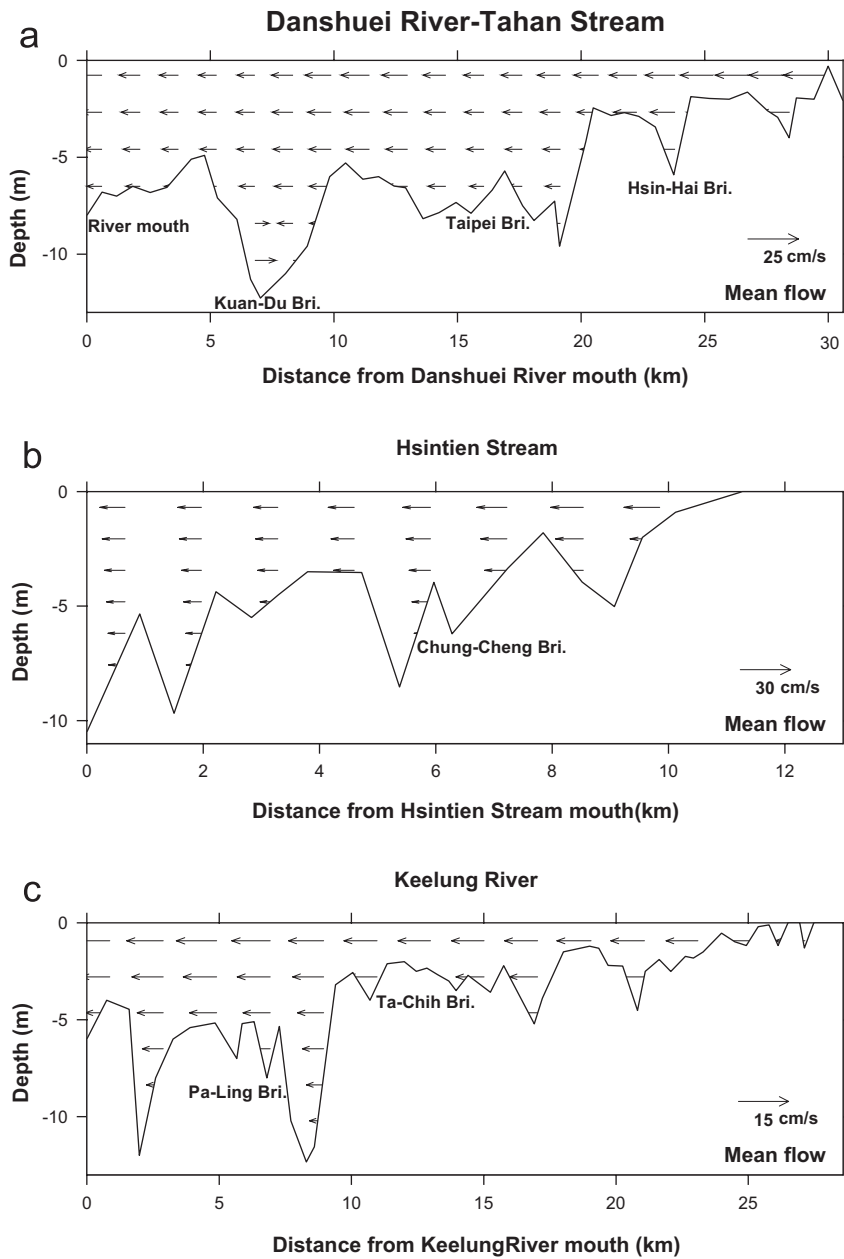 a
Danshuei River-Tahan Stream
0
-5
-10
Depth (m)
River mouth
Kuan-Du Bri.
Taipei Bri.
Hsin-Hai Bri.
25 cm/s
Mean flow
0 5 10 15 20 25 30
Distance from Danshuei River mouth (km)
b
Hsintien Stream
0
-5
-10
Depth (m)
Chung-Cheng Bri.
30 cm/s
Mean flow
0 2 4 6 8 10 12
Distance from Hsintien Stream mouth(km)
c
Keelung River
0
-5
-10
Depth (m)
Ta-Chih Bri.
Pa-Ling Bri.
15 cm/s
Mean flow
0 5 10 15 20 25
Distance from KeelungRiver mouth (km)